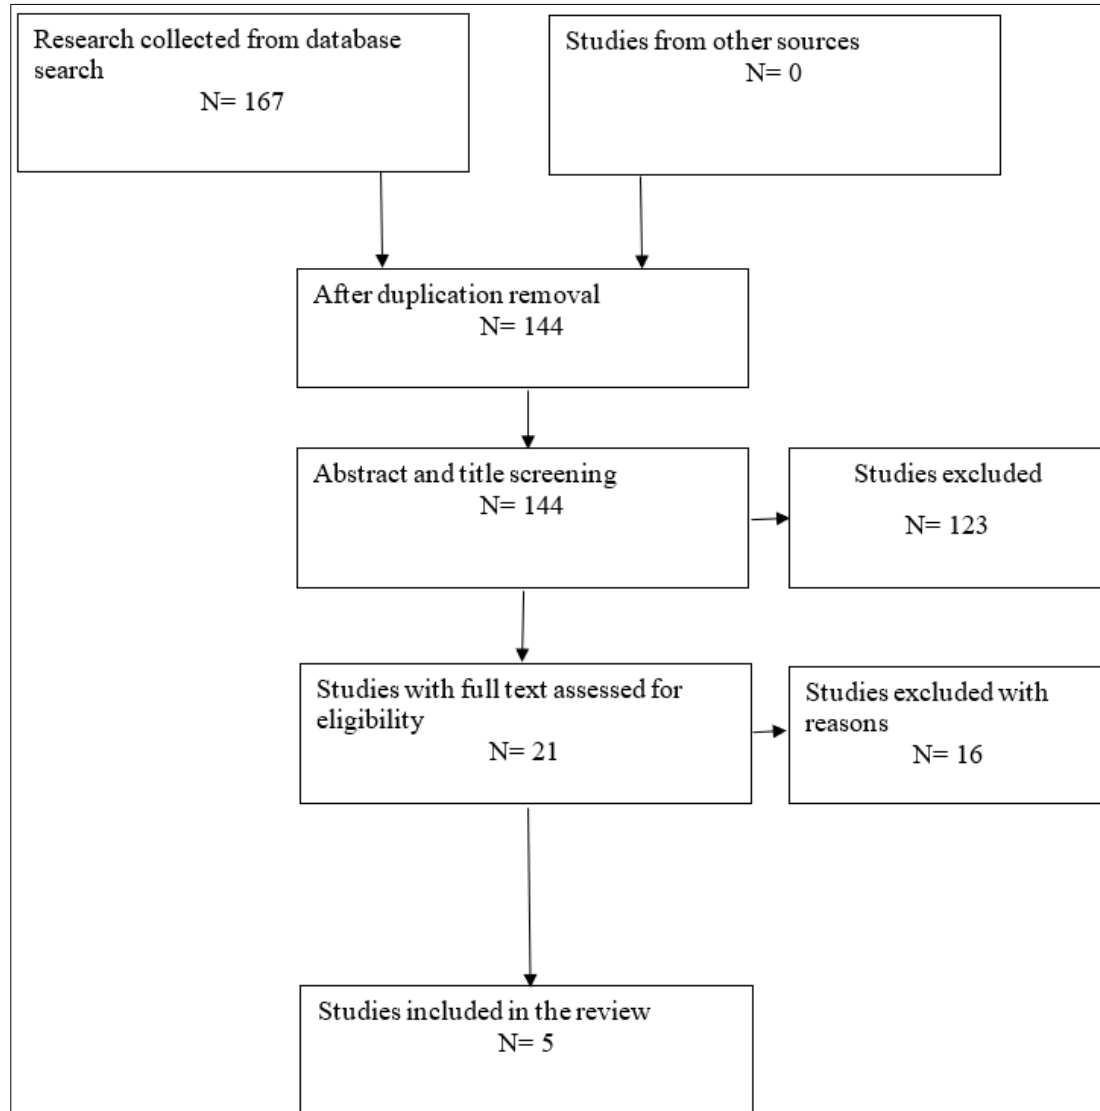 Research collected from database
search
N= 167
Studies from other sources
N= 0
After duplication removal
N= 144
Abstract and title screening
N= 144
Studies excluded
N= 123
Studies with full text assessed for
eligibility
N= 21
Studies excluded with
reasons
N= 16
Studies included in the review
N= 5